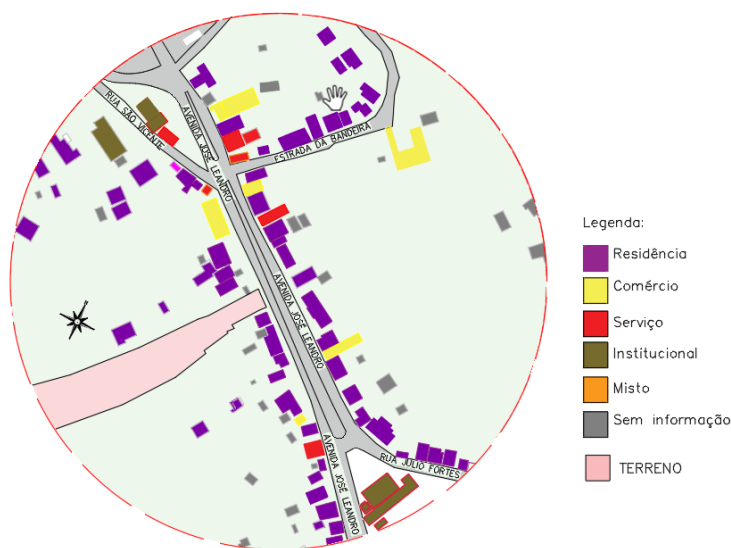 RUA SÃO VICENTE
AVENIDA JOSÉ LEANDRO
ESTRADA DA BANDEIRA
AVENIDA JOSÉ LEANDRO
AVENIDA JOSÉ LEANDRO
RUA JULIO FORTES
Legenda:
Residência
Comércio
Serviço
Institucional
Misto
Sem informação
TERRENO